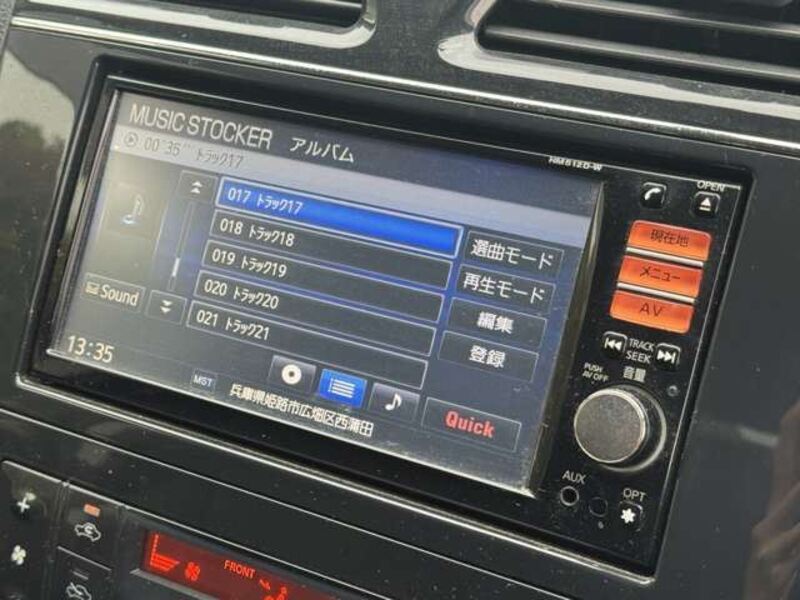 MUSIC STOCKER アルバム
00'35" トラック17
017 トラック17
018 トラック18
019 トラック19
020 トラック20
021 トラック21
選曲モード
再生モード
編集
登録
Sound
13:35
MST
兵庫県姫路市広畑区西蒲田
Quick
OPEN
現在地
メニュー
AV
TRACK
SEEK
PUSH
AV OFF
音量
AUX
OPT
FRONT